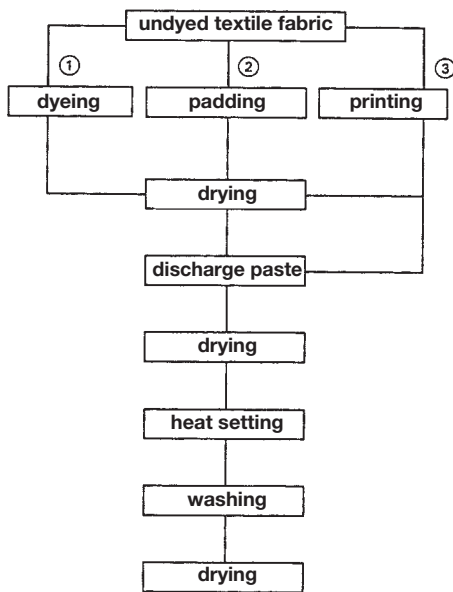 undyed textile fabric
1
2
3
dyeing
padding
printing
drying
discharge paste
drying
heat setting
washing
drying